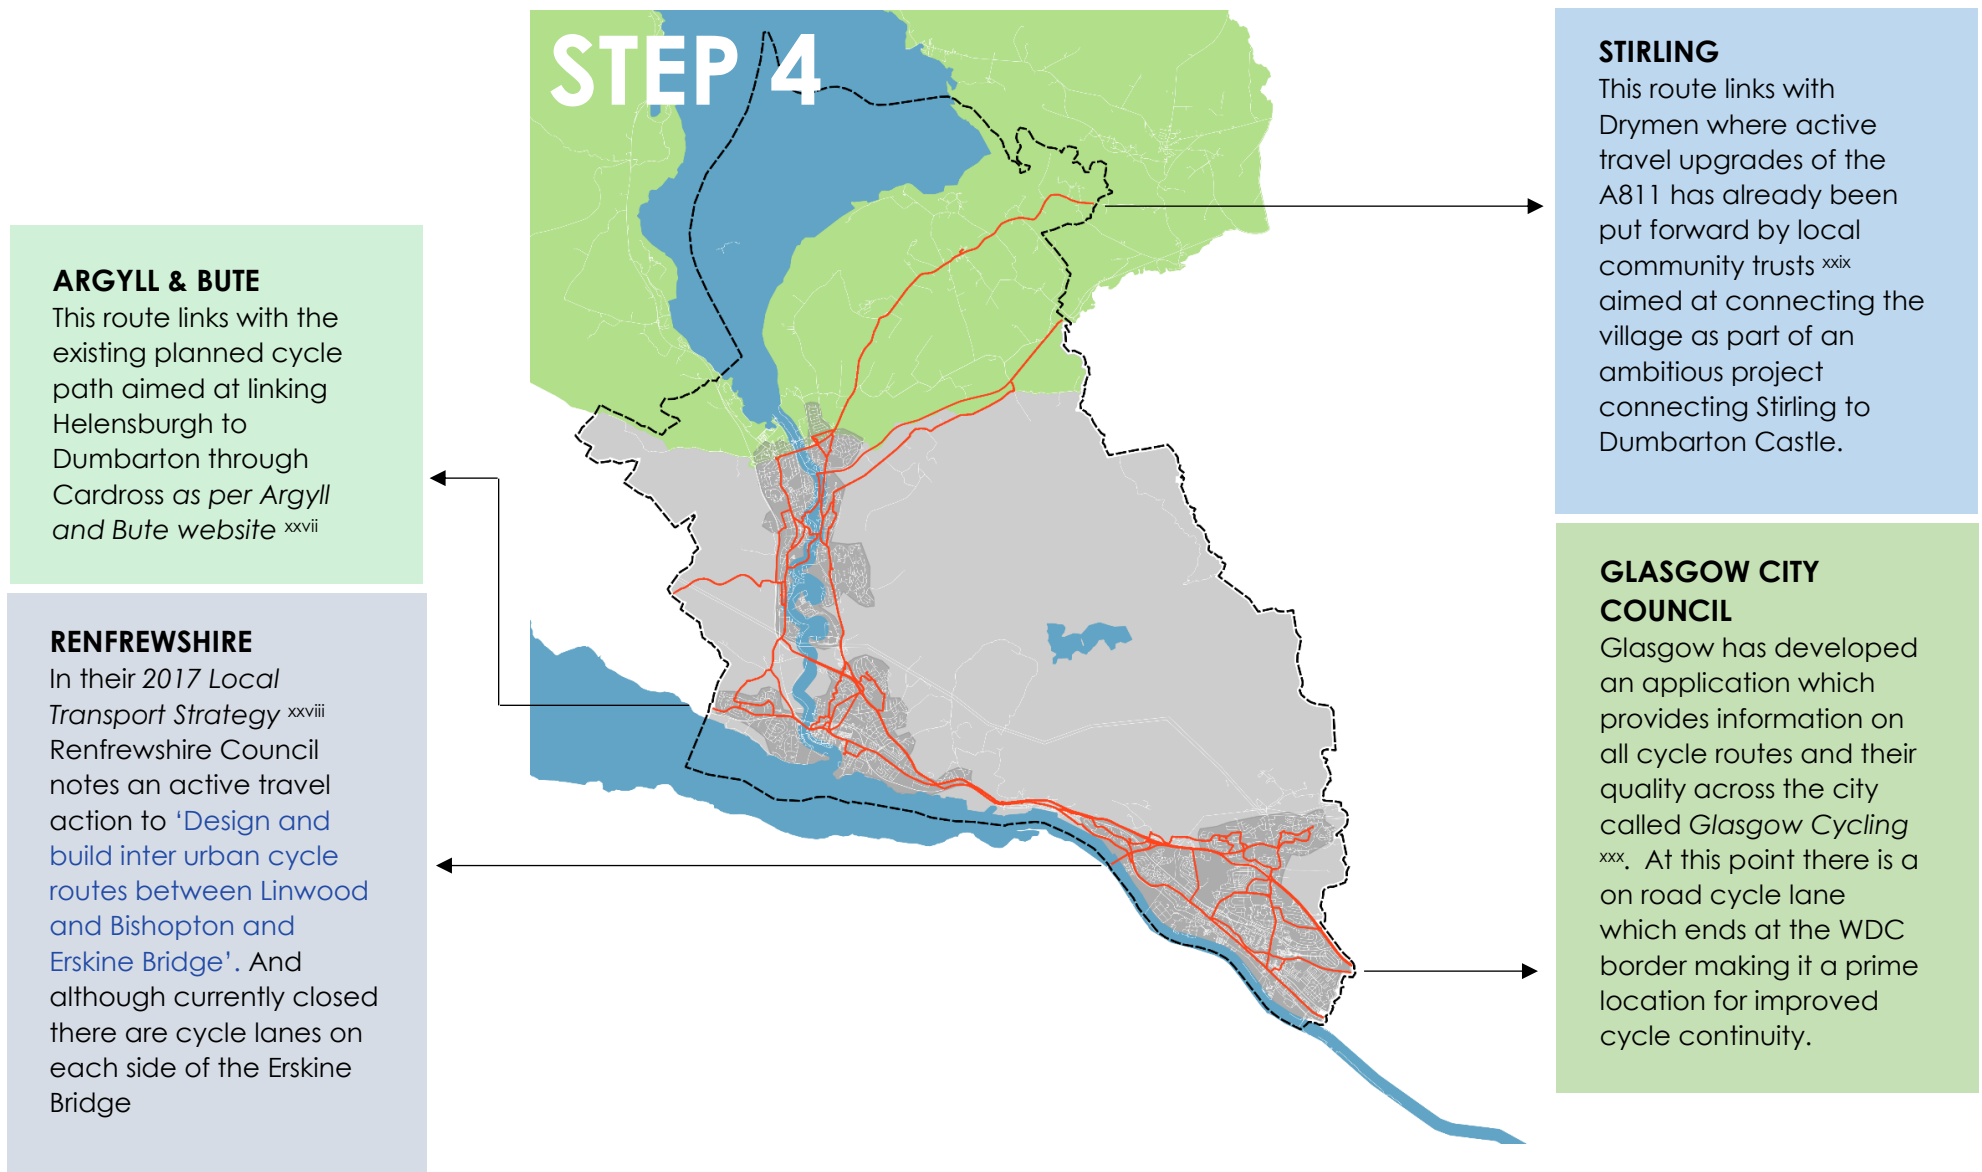 STEP 4
ARGYLL & BUTE
This route links with the
existing planned cycle
path aimed at linking
Helensburgh to
Dumbarton through
Cardross as per Argyll
and Bute website xxvii
RENFREWSHIRE
In their 2017 Local
Transport Strategy xxviii
Renfrewshire Council
notes an active travel
action to ‘Design and
build inter urban cycle
routes between Linwood
and Bishopton and
Erskine Bridge’. And
although currently closed
there are cycle lanes on
each side of the Erskine
Bridge
STIRLING
This route links with
Drymen where active
travel upgrades of the
A811 has already been
put forward by local
community trusts xxix
aimed at connecting the
village as part of an
ambitious project
connecting Stirling to
Dumbarton Castle.
GLASGOW CITY
COUNCIL
Glasgow has developed
an application which
provides information on
all cycle routes and their
quality across the city
called Glasgow Cycling
xxx. At this point there is a
on road cycle lane
which ends at the WDC
border making it a prime
location for improved
cycle continuity.